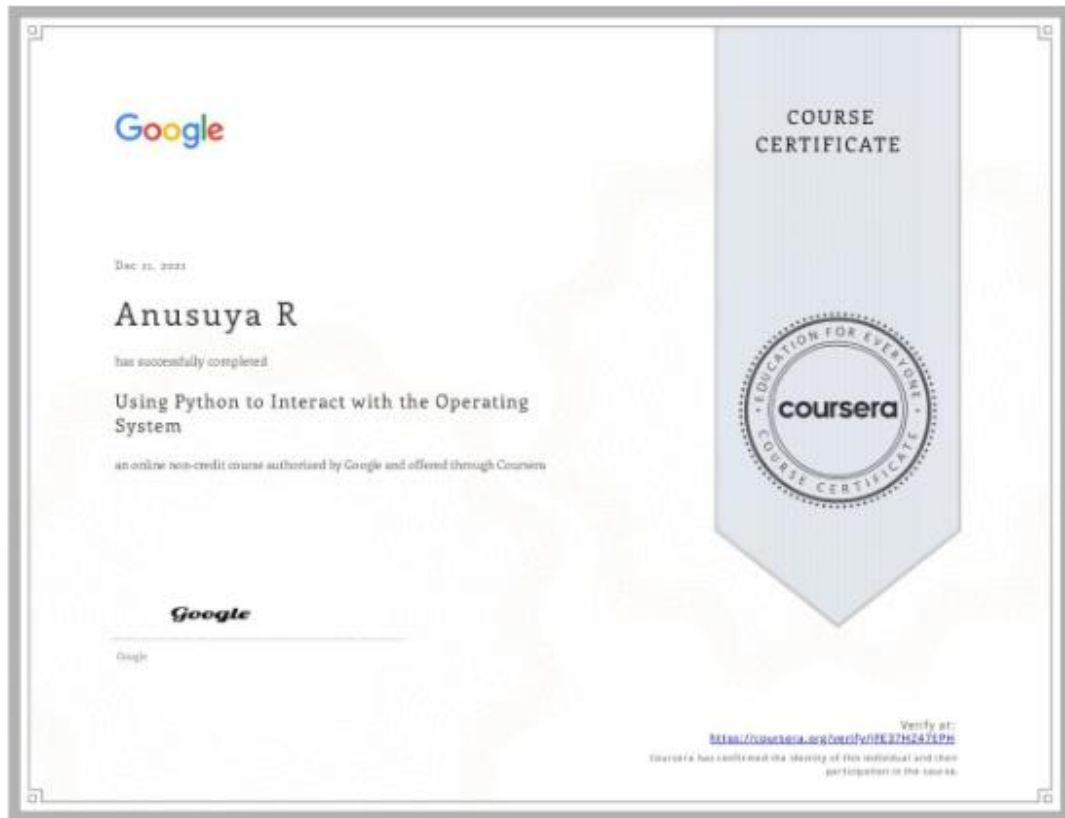 Google
COURSE
CERTIFICATE
Dec 11, 2021
Anusuya R
has successfully completed
Using Python to Interact with the Operating
System
an online non-credit course authorized by Google and offered through Coursera
EDUCATION FOR EVERYONE
coursera
COURSE CERTIFICATE
Google
Google
Verify at:
Coursera has confirmed the identity of this individual and their
participation in the course.